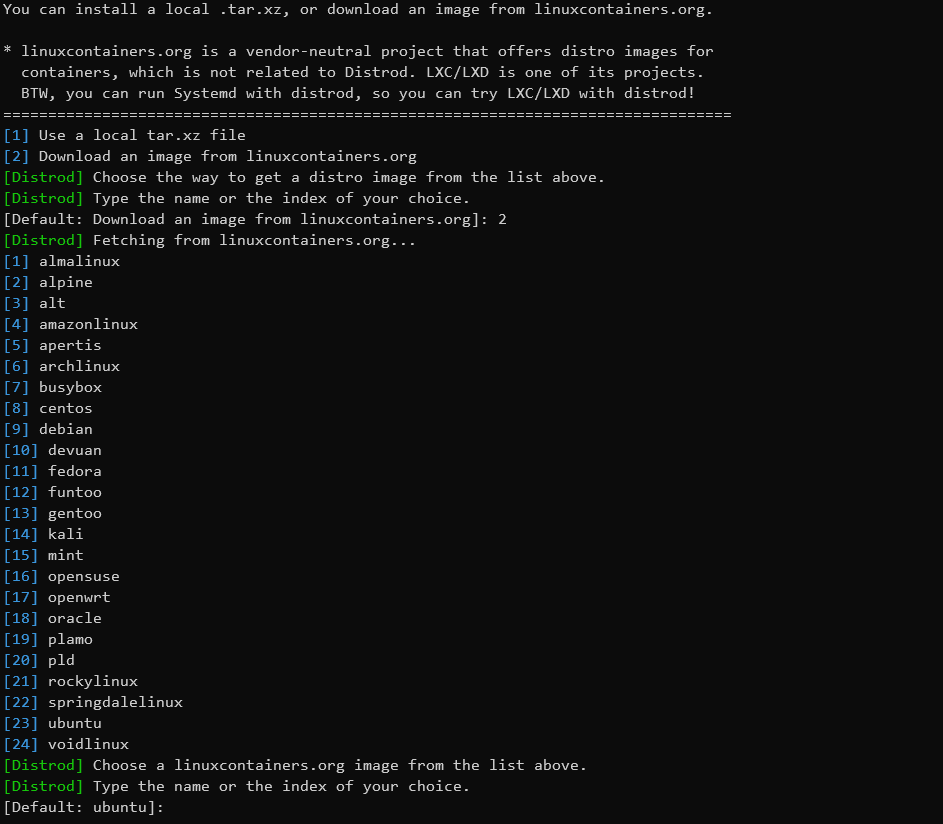 You can install a local .tar.xz, or download an image from linuxcontainers.org.
* linuxcontainers.org is a vendor-neutral project that offers distro images for
containers, which is not related to Distrod. LXC/LXD is one of its projects.
BTW, you can run Systemd with distrod, so you can try LXC/LXD with distrod!
=================================================================================
[1] Use a local tar.xz file
[2] Download an image from linuxcontainers.org
[Distrod] Choose the way to get a distro image from the list above.
[Distrod] Type the name or the index of your choice.
[Default: Download an image from linuxcontainers.org]: 2
[Distrod] Fetching from linuxcontainers.org...
[1] almalinux
[2] alpine
[3] alt
[4] amazonlinux
[5] apertis
[6] archlinux
[7] busybox
[8] centos
[9] debian
[10] devuan
[11] fedora
[12] funtoo
[13] gentoo
[14] kali
[15] mint
[16] opensuse
[17] openwrt
[18] oracle
[19] plamo
[20] pld
[21] rockylinux
[22] springdalelinux
[23] ubuntu
[24] voidlinux
[Distrod] Choose a linuxcontainers.org image from the list above.
[Distrod] Type the name or the index of your choice.
[Default: ubuntu]: